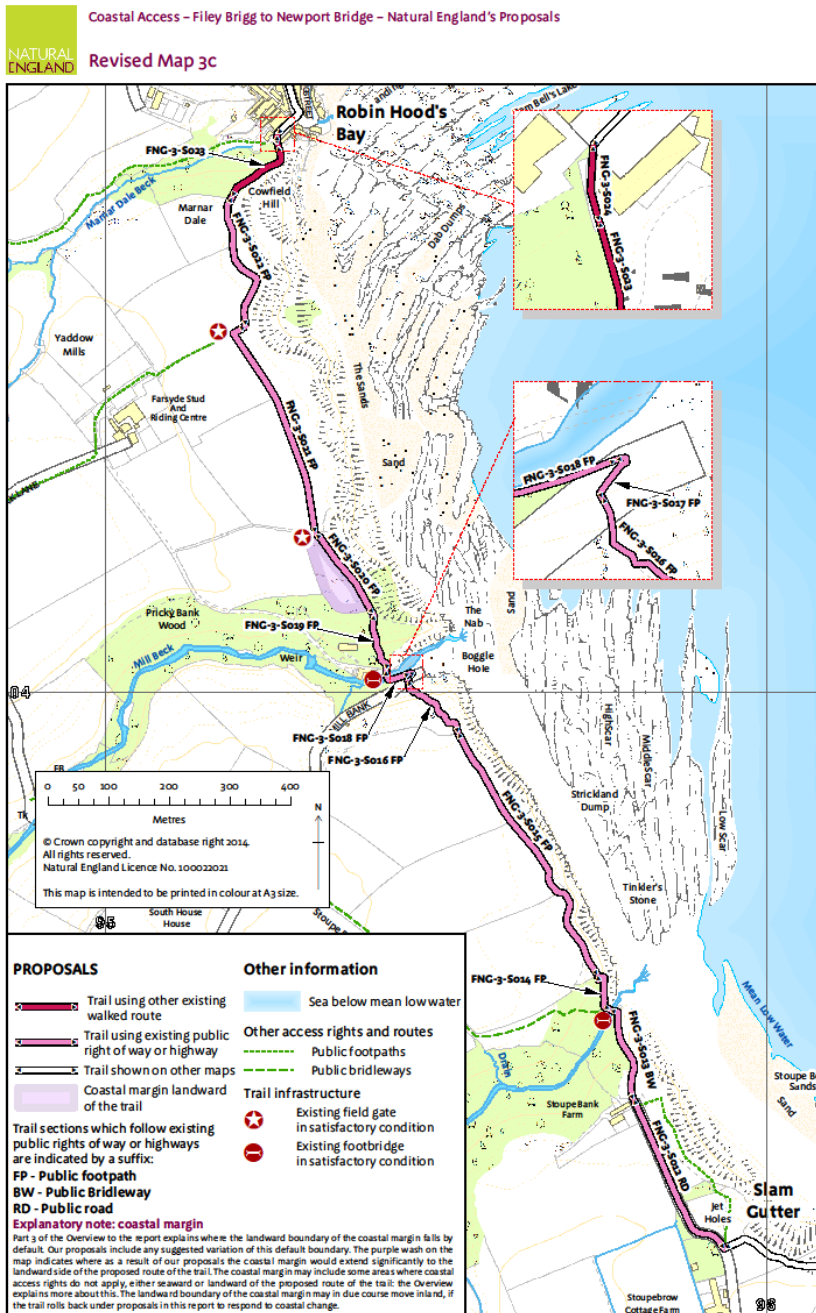 Coastal Access – Filey Brigg to Newport Bridge – Natural England's Proposals
NATURAL
ENGLAND
Revised Map 3c
Robin Hood's
Bay
FNG-3-S023
Marnar Dale Beck
Cowfield
Hill
Marnar
Dale
FNG-3-S022 FP
Dab Dumps
FNG-3-S024
FNG-3-S023
Yaddow
Mills
The Sands
Farsyde Stud
And
Riding Centre
FNG-3-S021 FP
Sand
LANE
FNG-3-S018 FP
FNG-3-S017 FP
FNG-3-S016 FP
FNG-3-S020 FP
Pricky Bank
Wood
FNG-3-S019 FP
The
Nab
Sand
Boggle
Hole
Mill Beck
Weir
04
FNG-3-S018 FP
FNG-3-S016 FP
High Scar
Middle Scar
Low Scar
Strickland
Dump
FNG-3-S015 FP
Tinkler's
Stone
FB
0 50 100 200 300 400
Metres
N
© Crown copyright and database right 2014.
All rights reserved.
Natural England Licence No. 100022021
This map is intended to be printed in colour at A3 size.
95
South House
House
FNG-3-S014 FP
Mean Low Water
FNG-3-S013 BW
Drain
Stoupe Bank
Farm
Sand
FNG-3-S012 RD
Slam
Gutter
Jet
Holes
Stoupebrow
Cottage Farm
96
PROPOSALS
Trail using other existing
walked route
Trail using existing public
right of way or highway
Trail shown on other maps
Coastal margin landward
of the trail
Trail sections which follow existing
public rights of way or highways
are indicated by a suffix:
FP - Public footpath
BW - Public Bridleway
RD - Public road
Other information
Sea below mean low water
Other access rights and routes
Public footpaths
Public bridleways
Trail infrastructure
Existing field gate
in satisfactory condition
Existing footbridge
in satisfactory condition
Explanatory note: coastal margin
Part 3 of the Overview to the report explains where the landward boundary of the coastal margin falls by
default. Our proposals include any suggested variation of this default boundary. The purple wash on the
map indicates where as a result of our proposals the coastal margin would extend significantly to the
landward side of the proposed route of the trail. The coastal margin may include some areas where coastal
access rights do not apply, either seaward or landward of the proposed route of the trail: the Overview
explains more about this. The landward boundary of the coastal margin may in due course move inland, if
the trail rolls back under proposals in this report to respond to coastal change.